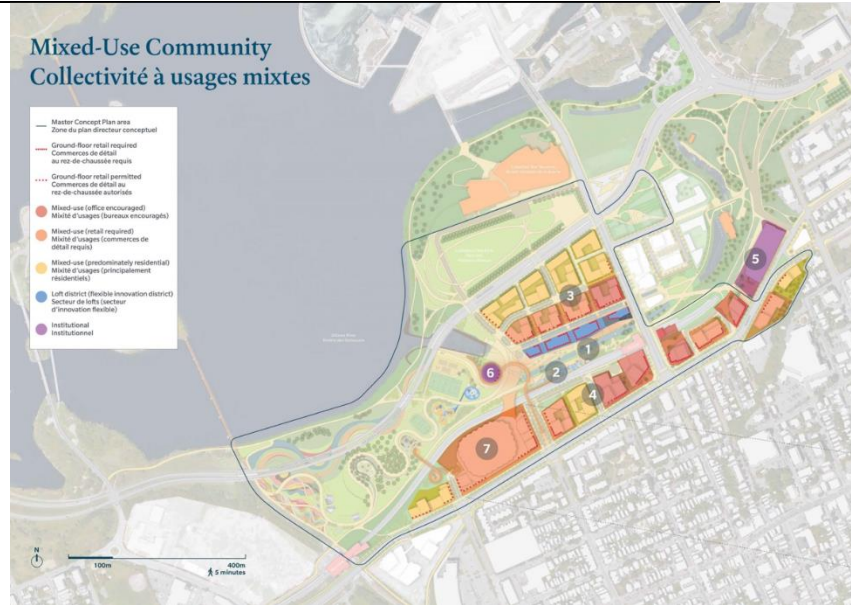 Mixed-Use Community
Collectivité à usages mixtes
Master Concept Plan area
Zone du plan directeur conceptuel
Ground-floor retail required
Commerces de détail
au rez-de-chaussée requis
Ground-floor retail permitted
Commerces de détail au
rez-de-chaussée autorisés
Mixed-use (office encouraged)
Mixité d'usages (bureaux encouragés)
Mixed-use (retail required)
Mixité d'usages (commerces de
détail requis)
Mixed-use (predominately residential)
Mixité d'usages (principalement
résidentiels)
Loft district (flexible innovation district)
Secteur de lofts (secteur
d'innovation flexible)
Institutional
Institutionnel
5
3
1
6
2
4
7
N
100m
400m
5 minutes